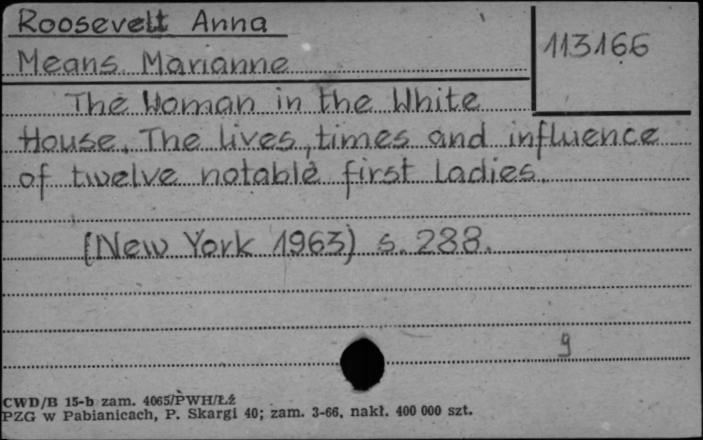 Roosevelt Anna
113166
Means Marianne
The Woman in the White
House. The lives, times and influence
of twelve notable first Ladies.
(New York 1963) s. 288.
9
CWD/B 15-b zam. 4065/PWH/Łź
PZG w Pabianicach, P. Skargi 40; zam. 3-66, nakł. 400 000 szt.